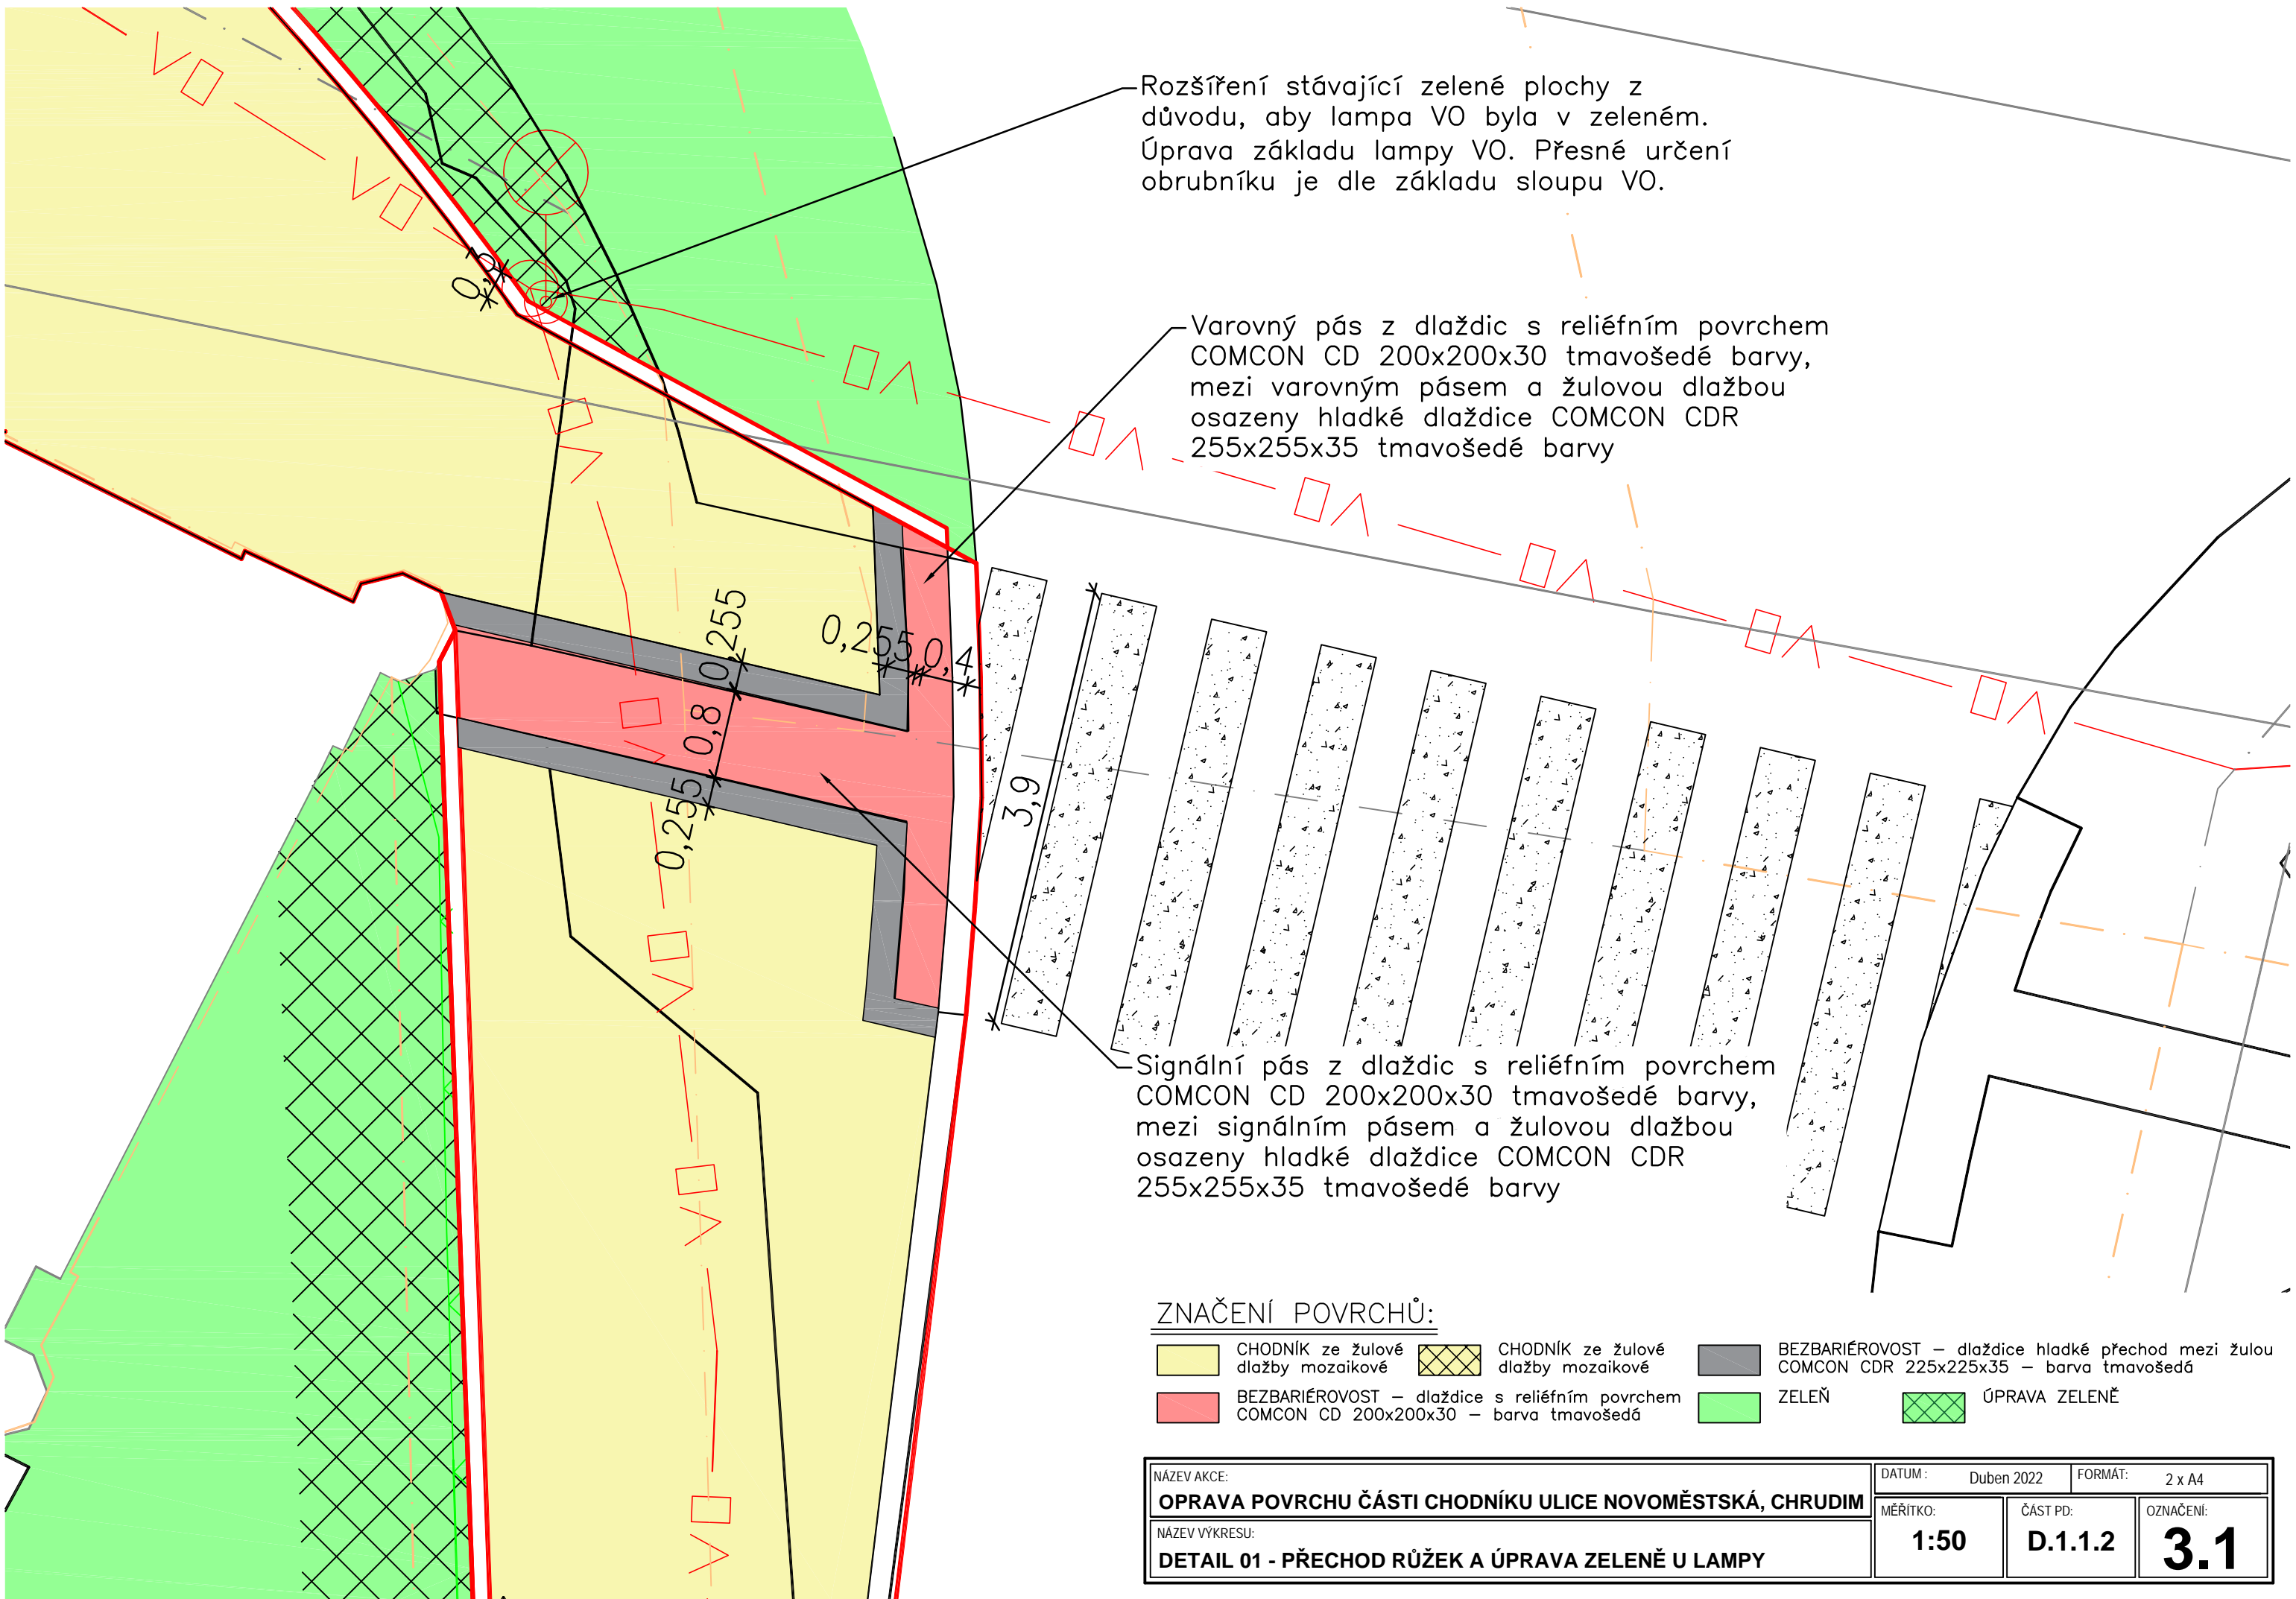 Rozšíření stávající zelené plochy z
důvodu, aby lampa VO byla v zeleném.
Úprava základu lampy VO. Přesné určení
obrubníku je dle základu sloupu VO.
Varovný pás z dlaždic s reliéfním povrchem
COMCON CD 200x200x30 tmavošedé barvy,
mezi varovným pásem a žulovou dlažbou
osazeny hladké dlaždice COMCON CDR
255x255x35 tmavošedé barvy
0,255
0,255
0,4
0,8
0,255
3,9
Signální pás z dlaždic s reliéfním povrchem
COMCON CD 200x200x30 tmavošedé barvy,
mezi signálním pásem a žulovou dlažbou
osazeny hladké dlaždice COMCON CDR
255x255x35 tmavošedé barvy
ZNAČENÍ POVRCHŮ:
CHODNÍK ze žulové
dlažby mozaikové
CHODNÍK ze žulové
dlažby mozaikové
BEZBARIÉROVOST – dlaždice hladké přechod mezi žulou
COMCON CDR 225x225x35 – barva tmavošedá
BEZBARIÉROVOST – dlaždice s reliéfním povrchem
COMCON CD 200x200x30 – barva tmavošedá
ZELEŇ
ÚPRAVA ZELENĚ
NÁZEV AKCE:
OPRAVA POVRCHU ČÁSTI CHODNÍKU ULICE NOVOMĚSTSKÁ, CHRUDIM
NÁZEV VÝKRESU:
DETAIL 01 - PŘECHOD RŮŽEK A ÚPRAVA ZELENĚ U LAMPY
DATUM : Duben 2022
FORMÁT: 2 x A4
MĚŘÍTKO:
1:50
ČÁST PD:
D.1.1.2
OZNAČENÍ:
3.1